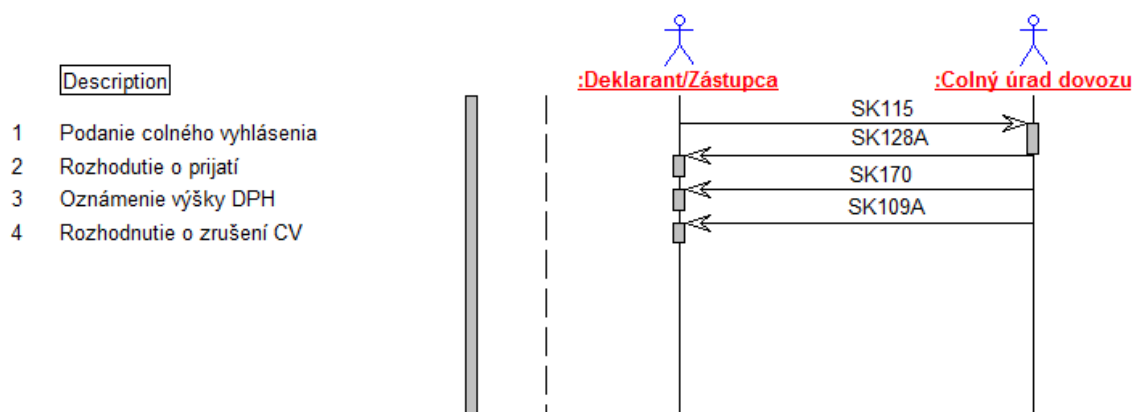 :Deklarant/Zástupca :Colný úrad dovozu
Description
SK115
1 Podanie colného vyhlásenia
SK128A
2 Rozhodutie o prijatí
SK170
3 Oznámenie výšky DPH
SK109A
4 Rozhodnutie o zrušení CV